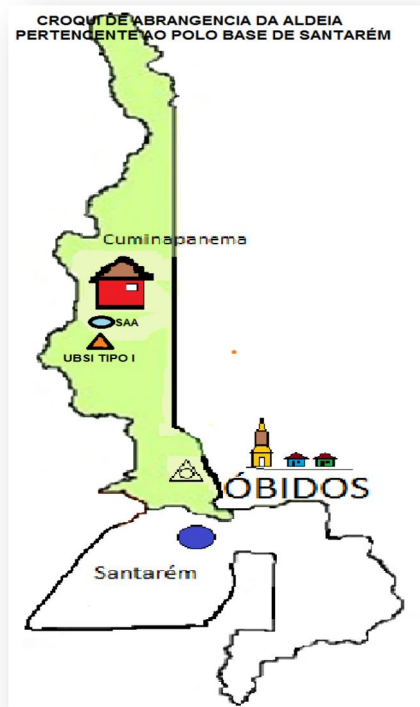 CROQUI DE ABRANGENCIA DA ALDEIA
PERTENCENTE AO POLO BASE DE SANTARÉM
Cuminapanema
SAA
UBSI TIPO I
ÓBIDOS
Santarém